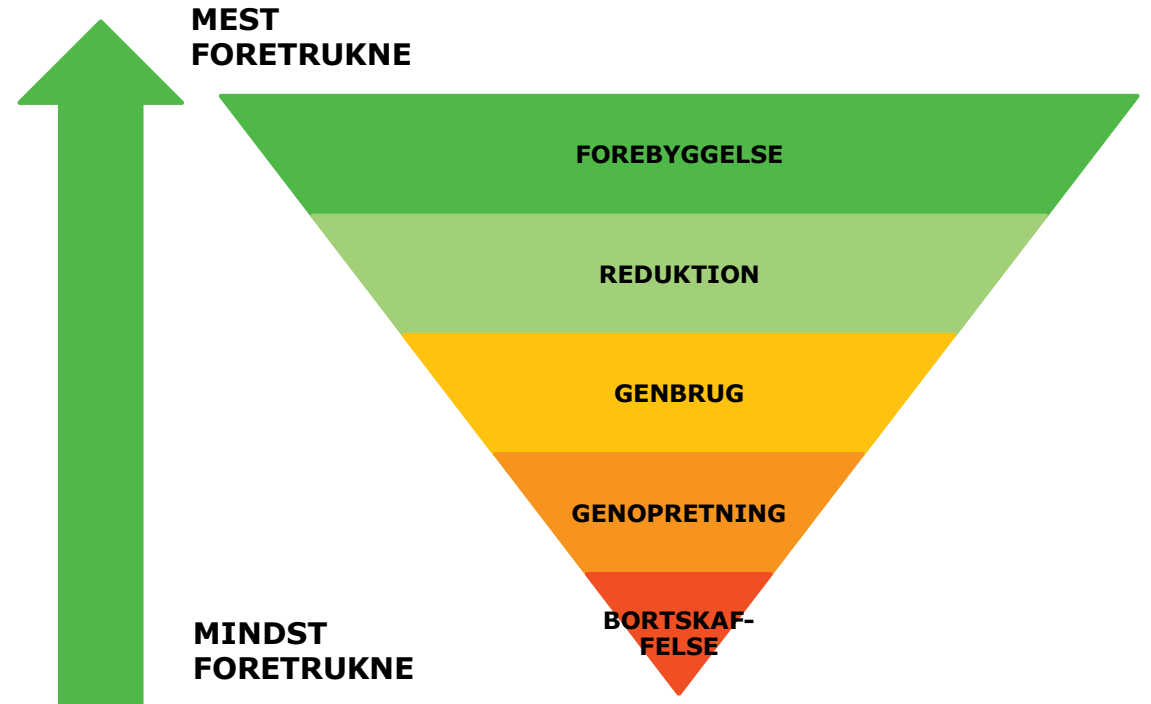 MEST
FORETRUKNE
FOREBYGGELSE
REDUKTION
GENBRUG
GENOPRETNING
BORTSKAF-
FELSE
MINDST
FORETRUKNE